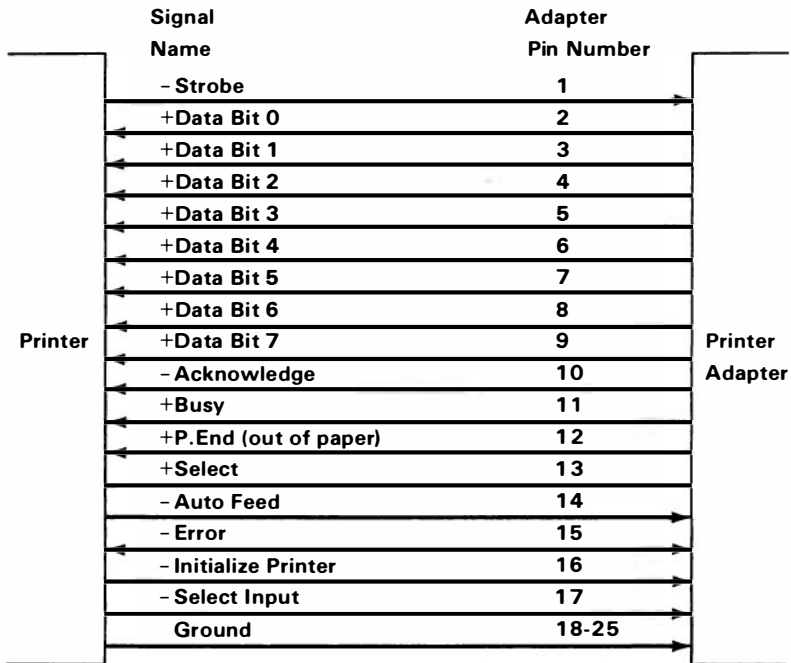 Signal Adapter
Name Pin Number
– Strobe 1
+Data Bit 0 2
+Data Bit 1 3
+Data Bit 2 4
+Data Bit 3 5
+Data Bit 4 6
+Data Bit 5 7
+Data Bit 6 8
Printer +Data Bit 7 9 Printer
– Acknowledge 10 Adapter
+Busy 11
+P.End (out of paper) 12
+Select 13
– Auto Feed 14
– Error 15
– Initialize Printer 16
– Select Input 17
Ground 18-25